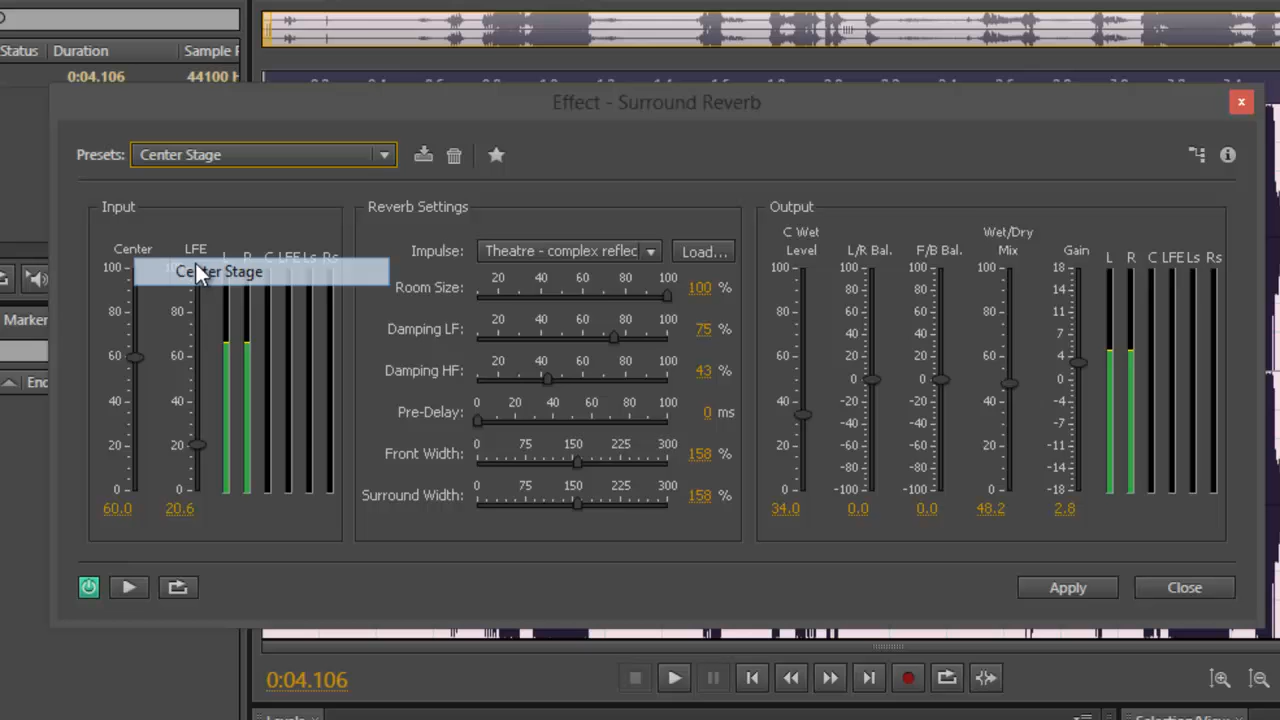 Status Duration Sample R
0:04.106 44100 H
Effect - Surround Reverb
x
Presets: Center Stage
Input
Center LFE L R C LFE Ls Rs
Center Stage
100
80 80
60 60
40 40
20 20
0 0
60.0 20.6
Reverb Settings
Impulse: Theatre - complex reflec Load...
20 40 60 80 100
Room Size: 100 %
20 40 60 80 100
Damping LF: 75 %
20 40 60 80 100
Damping HF: 43 %
0 20 40 60 80 100
Pre-Delay: 0 ms
0 75 150 225 300
Front Width: 158 %
0 75 150 225 300
Surround Width: 158 %
Output
C Wet Wet/Dry
Level L/R Bal. F/B Bal. Mix Gain L R C LFE Ls Rs
100 100 100 100 18
80 80 80 80 14
60 60 11
40 40 7
60 20 20 60 4
0 0 0
40 -20 -20 40 -4
-40 -40 -7
20 -60 -60 20 -11
-80 -80 -14
0 -100 -100 0 -18
34.0 0.0 0.0 48.2 2.8
Marker
End
Apply Close
0:04.106